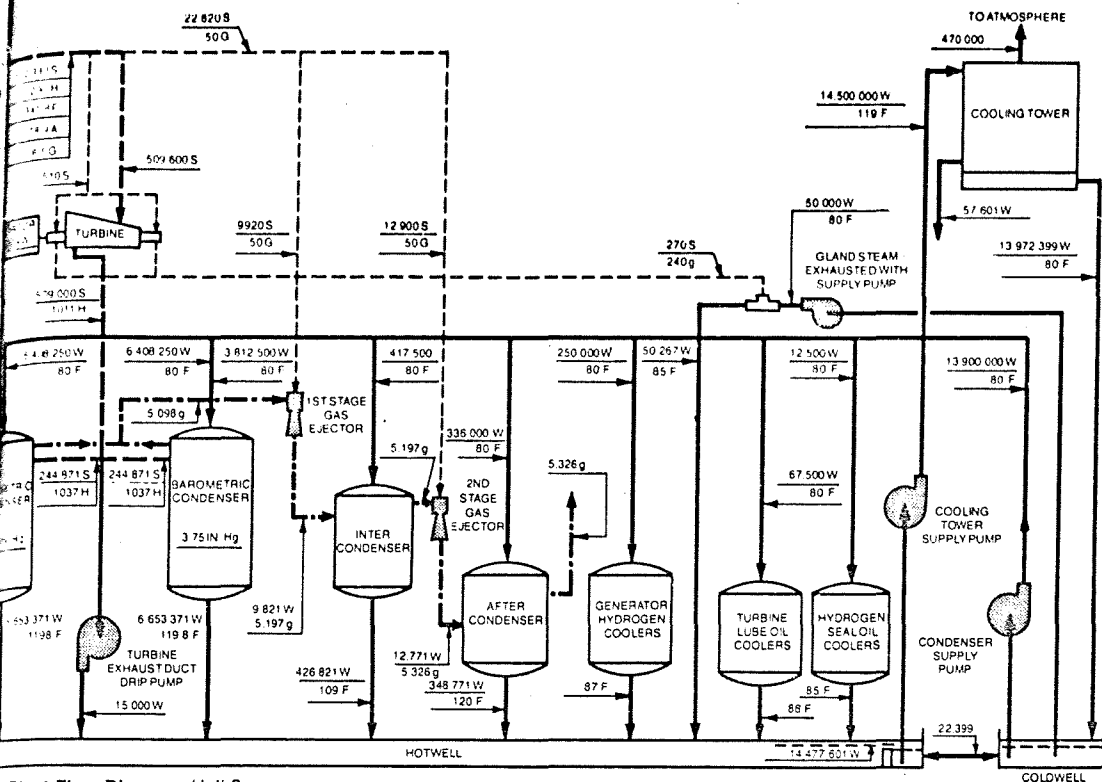 22 820 S
50 G
TO ATMOSPHERE
470 000
14 500 000 W
119 F
COOLING TOWER
509 600 S
TURBINE
9920 S
50 G
12 900 S
50 G
50 000 W
80 F
57 601 W
270 S
240 g
13 972 399 W
80 F
GLAND STEAM
EXHAUSTED WITH
SUPPLY PUMP
1011 H
80 F
6 408 250 W
80 F
3 812 500 W
80 F
417 500
80 F
250 000 W
80 F
50 267 W
85 F
12 500 W
80 F
13 900 000 W
80 F
5 098 g
1ST STAGE
GAS
EJECTOR
5.197 g
336 000 W
80 F
5.326 g
244 871 S
1037 H
244 871 S
1037 H
BAROMETRIC
CONDENSER
3 75 IN Hg
2ND
STAGE
GAS
EJECTOR
67 500 W
80 F
INTER
CONDENSER
COOLING
TOWER
SUPPLY PUMP
9 821 W
5.197 g
AFTER
CONDENSER
GENERATOR
HYDROGEN
COOLERS
TURBINE
LUBE OIL
COOLERS
HYDROGEN
SEAL OIL
COOLERS
CONDENSER
SUPPLY
PUMP
653 371 W
119 8 F
6 653 371 W
119 8 F
TURBINE
EXHAUST DUCT
DRIP PUMP
12.771 W
5 326 g
426 821 W
109 F
348 771 W
120 F
87 F
85 F
86 F
15 000 W
22.399
HOTWELL
14 477 601 W
COLDWELL